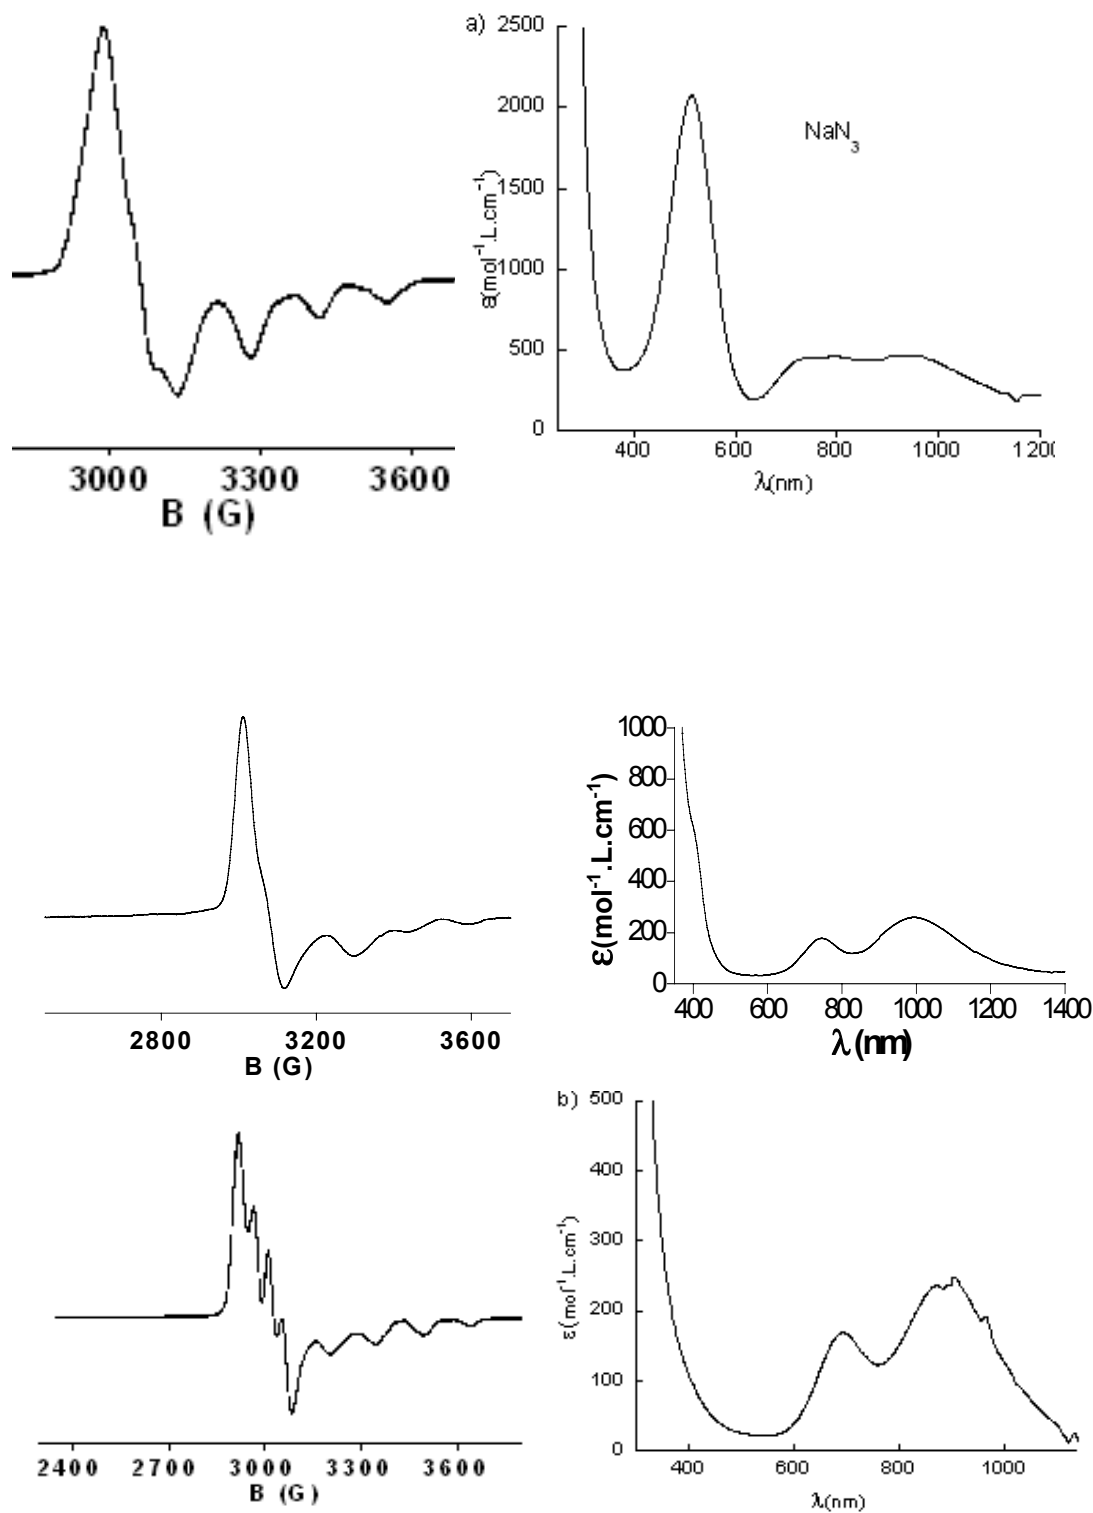 3000 3300 3600
B (G)
a) 2500
2000
1500
1000
500
0
a(mol-1.L.cm-1)
NaN3
400 600 800 1000 120
λ(nm)
2800 3200 3600
B (G)
1000
800
600
400
200
0
ε(mol-1.L.cm-1)
400 600 800 1000 1200 1400
λ (nm)
2400 2700 3000 3300 3600
B (G)
b) 500
400
300
200
100
0
ε(mol-1.L.cm-1)
400 600 800 1000
λ(nm)